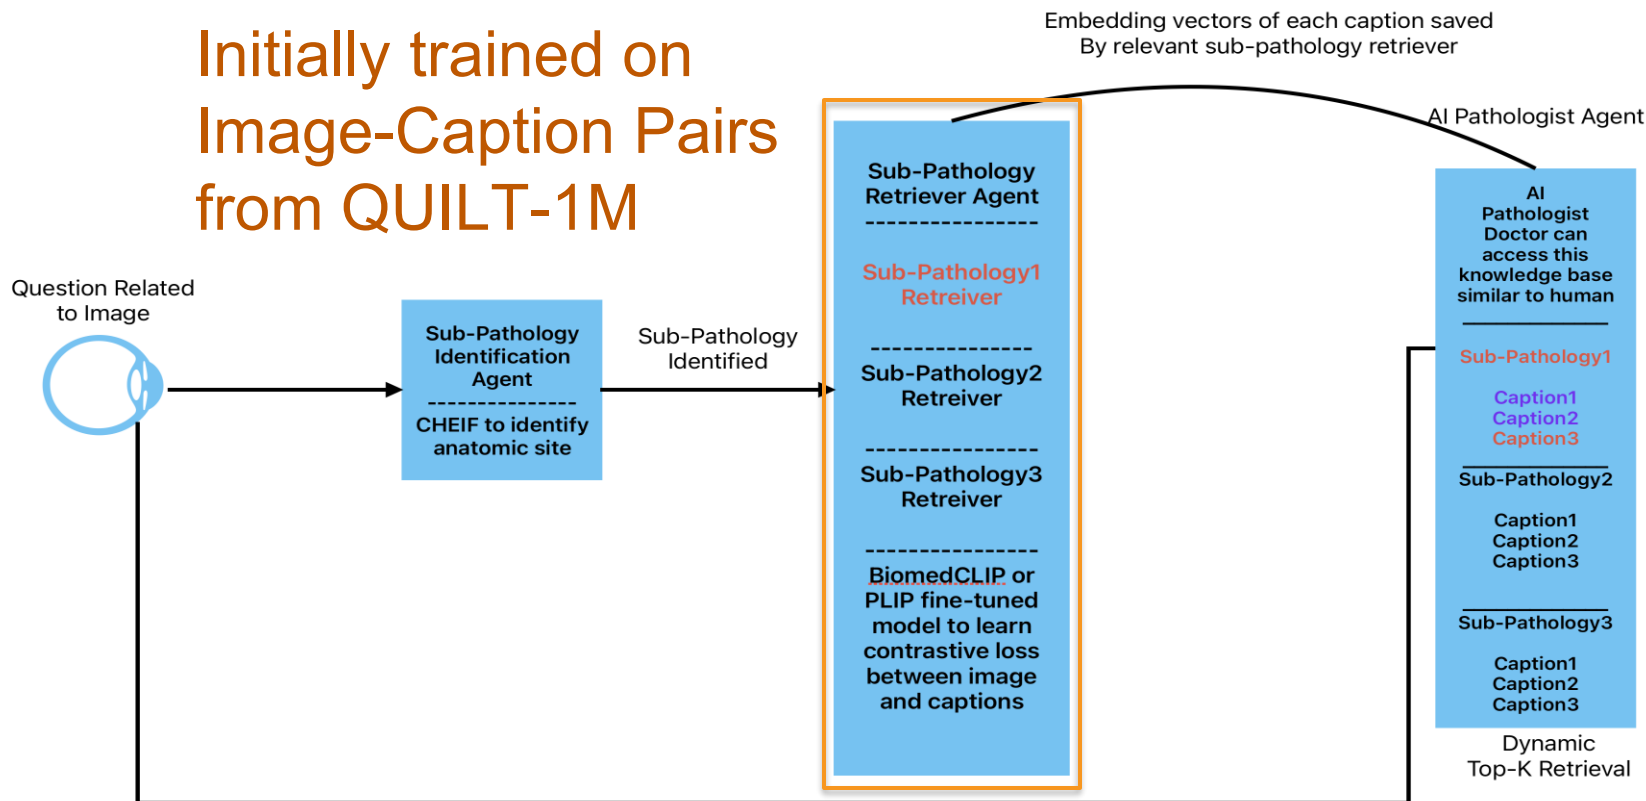 Initially trained on
Image-Caption Pairs
from QUILT-1M
Embedding vectors of each caption saved
By relevant sub-pathology retriever
AI Pathologist Agent
Question Related
to Image
Sub-Pathology
Identification
Agent
---------------
CHEIF to identify
anatomic site
Sub-Pathology
Identified
Sub-Pathology
Retriever Agent
----------------
Sub-Pathology1
Retreiver
---------------
Sub-Pathology2
Retreiver
----------------
Sub-Pathology3
Retreiver
----------------
BiomedCLIP or
PLIP fine-tuned
model to learn
contrastive loss
between image
and captions
AI
Pathologist
Doctor can
access this
knowledge base
similar to human
Sub-Pathology1
Caption1
Caption2
Caption3
Sub-Pathology2
Caption1
Caption2
Caption3
Sub-Pathology3
Caption1
Caption2
Caption3
Dynamic
Top-K Retrieval